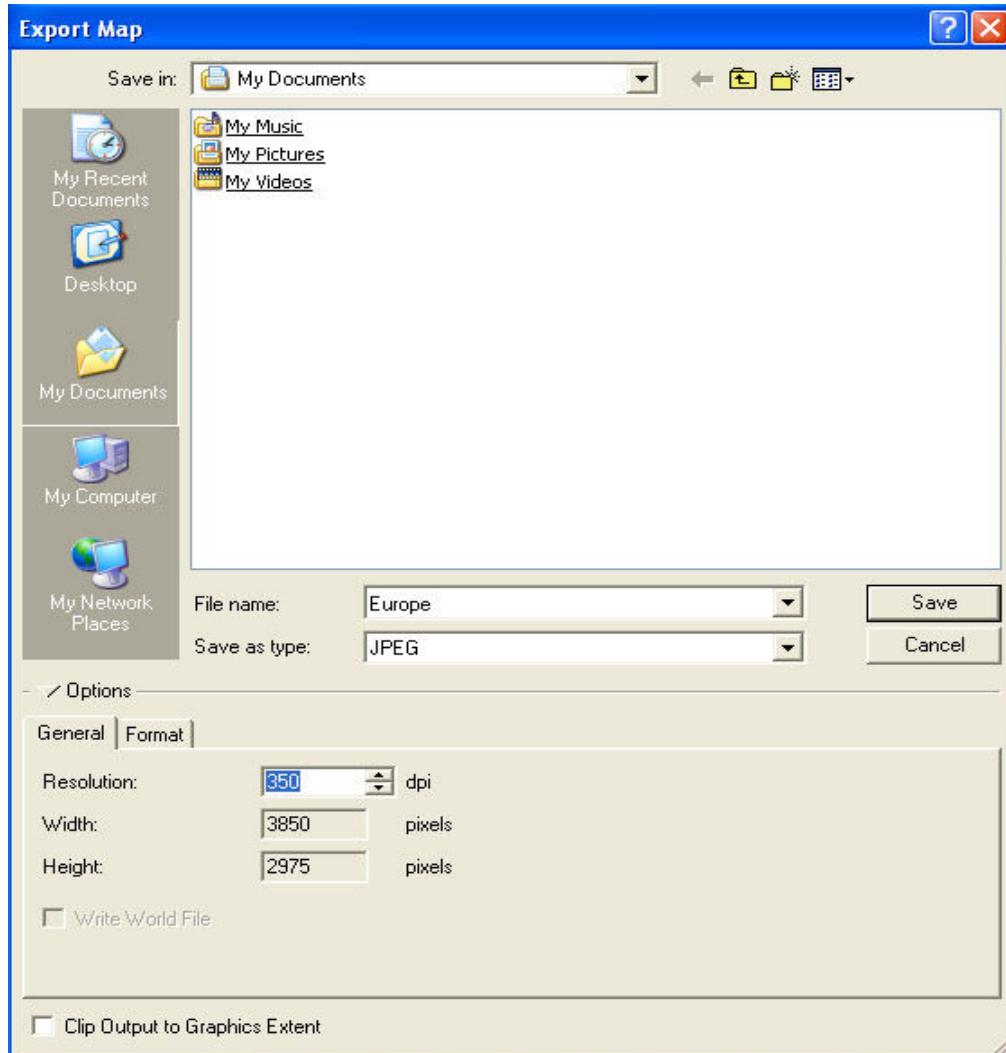 Export Map
Save in: My Documents
My Recent
Documents
Desktop
My Documents
My Computer
My Network
Places
My Music
My Pictures
My Videos
File name: Europe Save
Save as type: JPEG Cancel
Options
General Format
Resolution: 350 dpi
Width: 3850 pixels
Height: 2975 pixels
Write World File
Clip Output to Graphics Extent